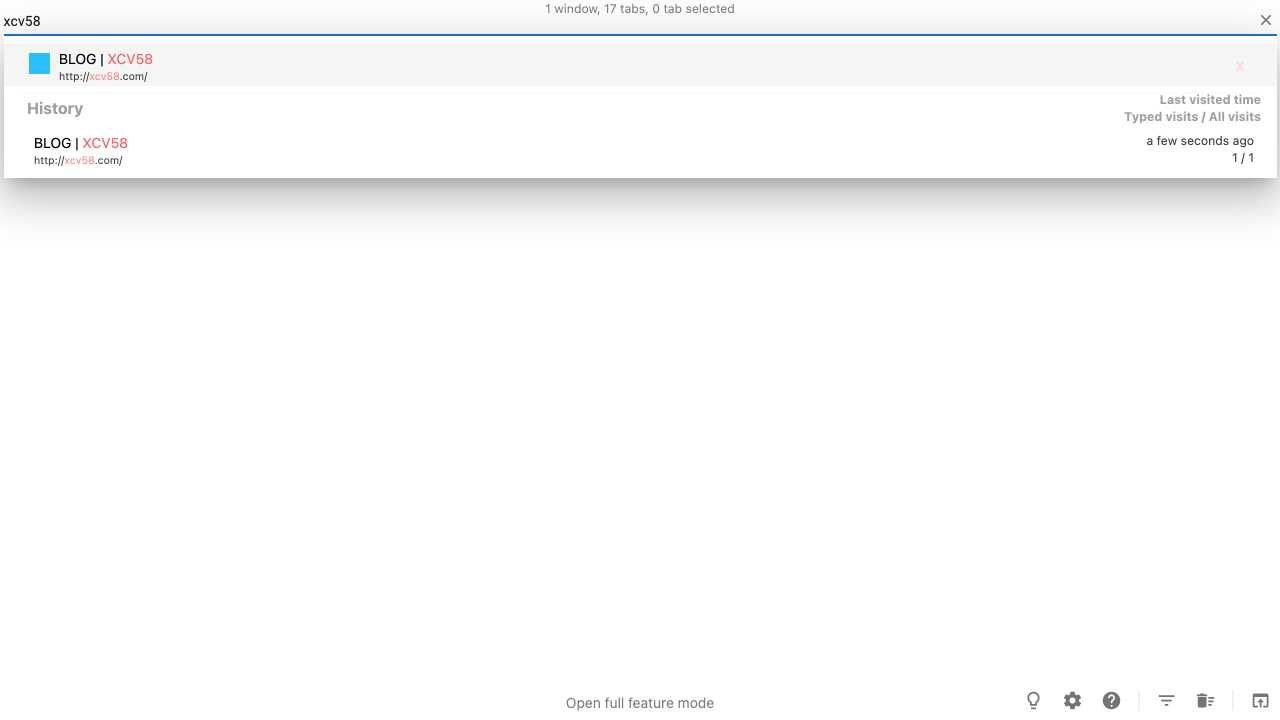 1 window, 17 tabs, 0 tab selected
xcv58
BLOG | XCV58
http://xcv58.com/
x
History
Last visited time
Typed visits / All visits
BLOG | XCV58
http://xcv58.com/
a few seconds ago
1 / 1
Open full feature mode